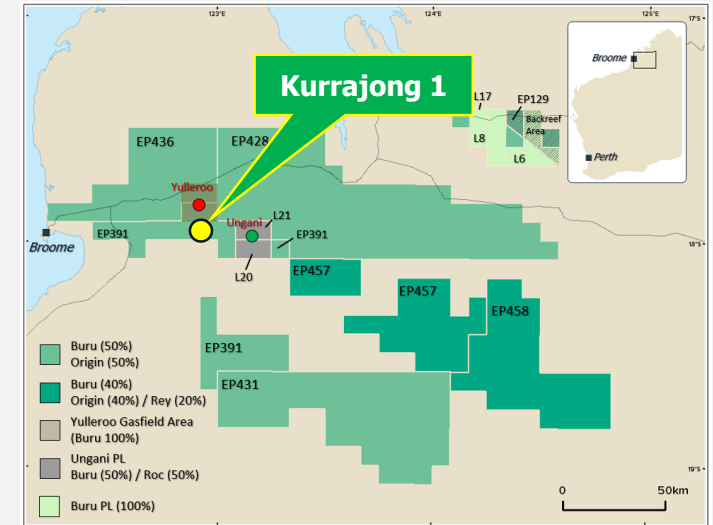 123°E
124°E
125°E
17°S
Kurrajong 1
Broome
Perth
L17
EP129
Backreef
Area
L8
L6
EP436
EP428
Yulleroo
Ungani
L21
EP391
EP391
Broome
L20
18°S
EP457
EP457
EP458
EP391
EP431
Buru (50%)
Origin (50%)
Buru (40%)
Origin (40%) / Rey (20%)
Yulleroo Gasfield Area
(Buru 100%)
Ungani PL
Buru (50%) / Roc (50%)
Buru PL (100%)
19°S
0
50km